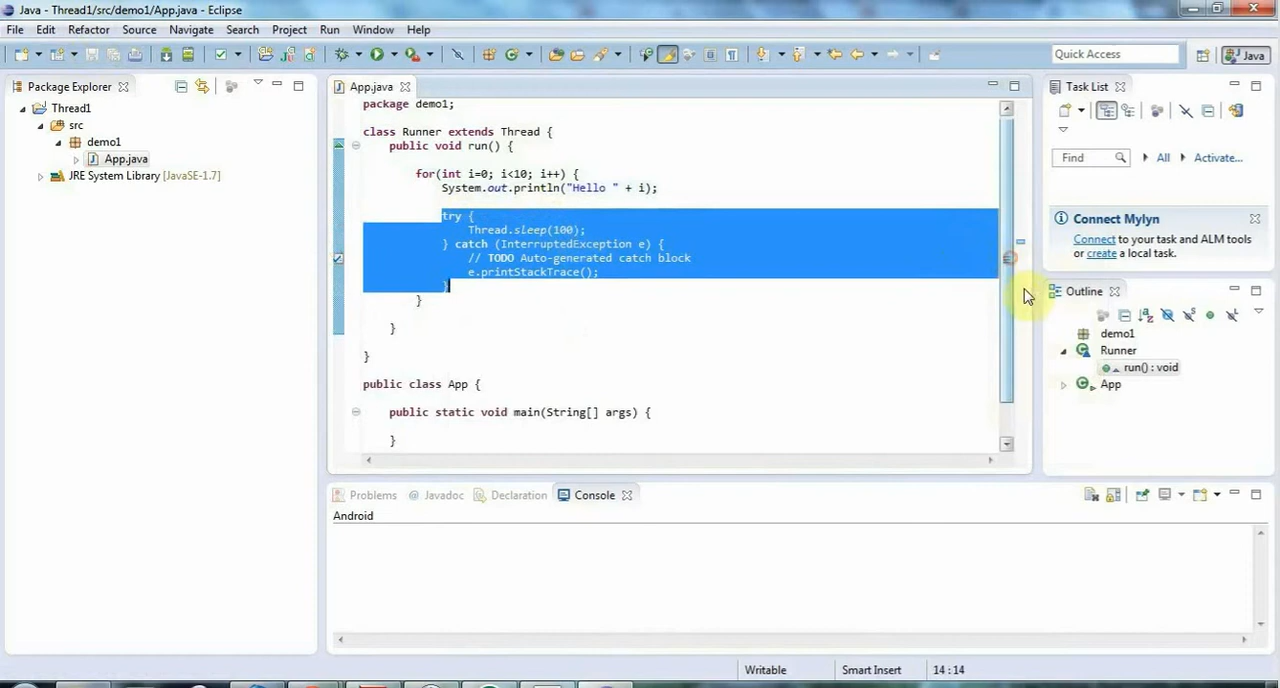 Java - Thread1/src/demo1/App.java - Eclipse
File Edit Refactor Source Navigate Search Project Run Window Help
Quick Access
Java
Package Explorer
Thread1
src
demo1
App.java
JRE System Library [JavaSE-1.7]
App.java
package demo1;
class Runner extends Thread {
public void run() {
for(int i=0; i<10; i++) {
System.out.println("Hello " + i);
try {
Thread.sleep(100);
} catch (InterruptedException e) {
// TODO Auto-generated catch block
e.printStackTrace();
}
}
}
}
public class App {
public static void main(String[] args) {
}
Task List
Find
All
Activate...
Connect Mylyn
Connect to your task and ALM tools
or create a local task.
Outline
demo1
Runner
run() : void
App
Problems @ Javadoc Declaration Console
Android
Writable Smart Insert 14 : 14